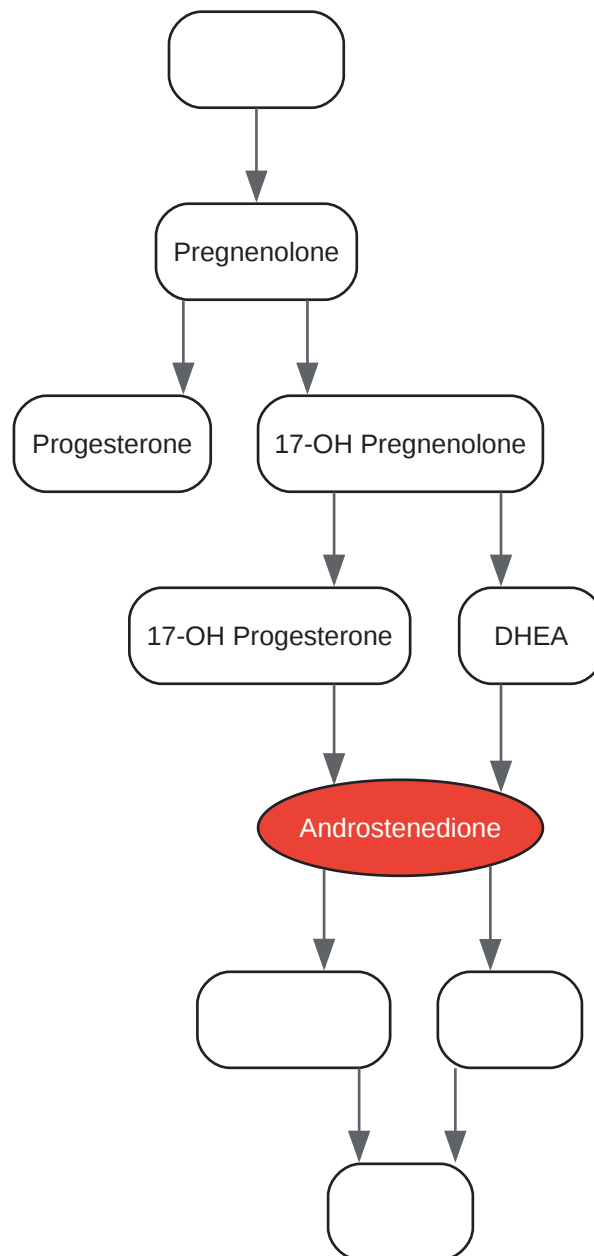 Pregnenolone
Progesterone
17-OH Pregnenolone
17-OH Progesterone
DHEA
Androstenedione